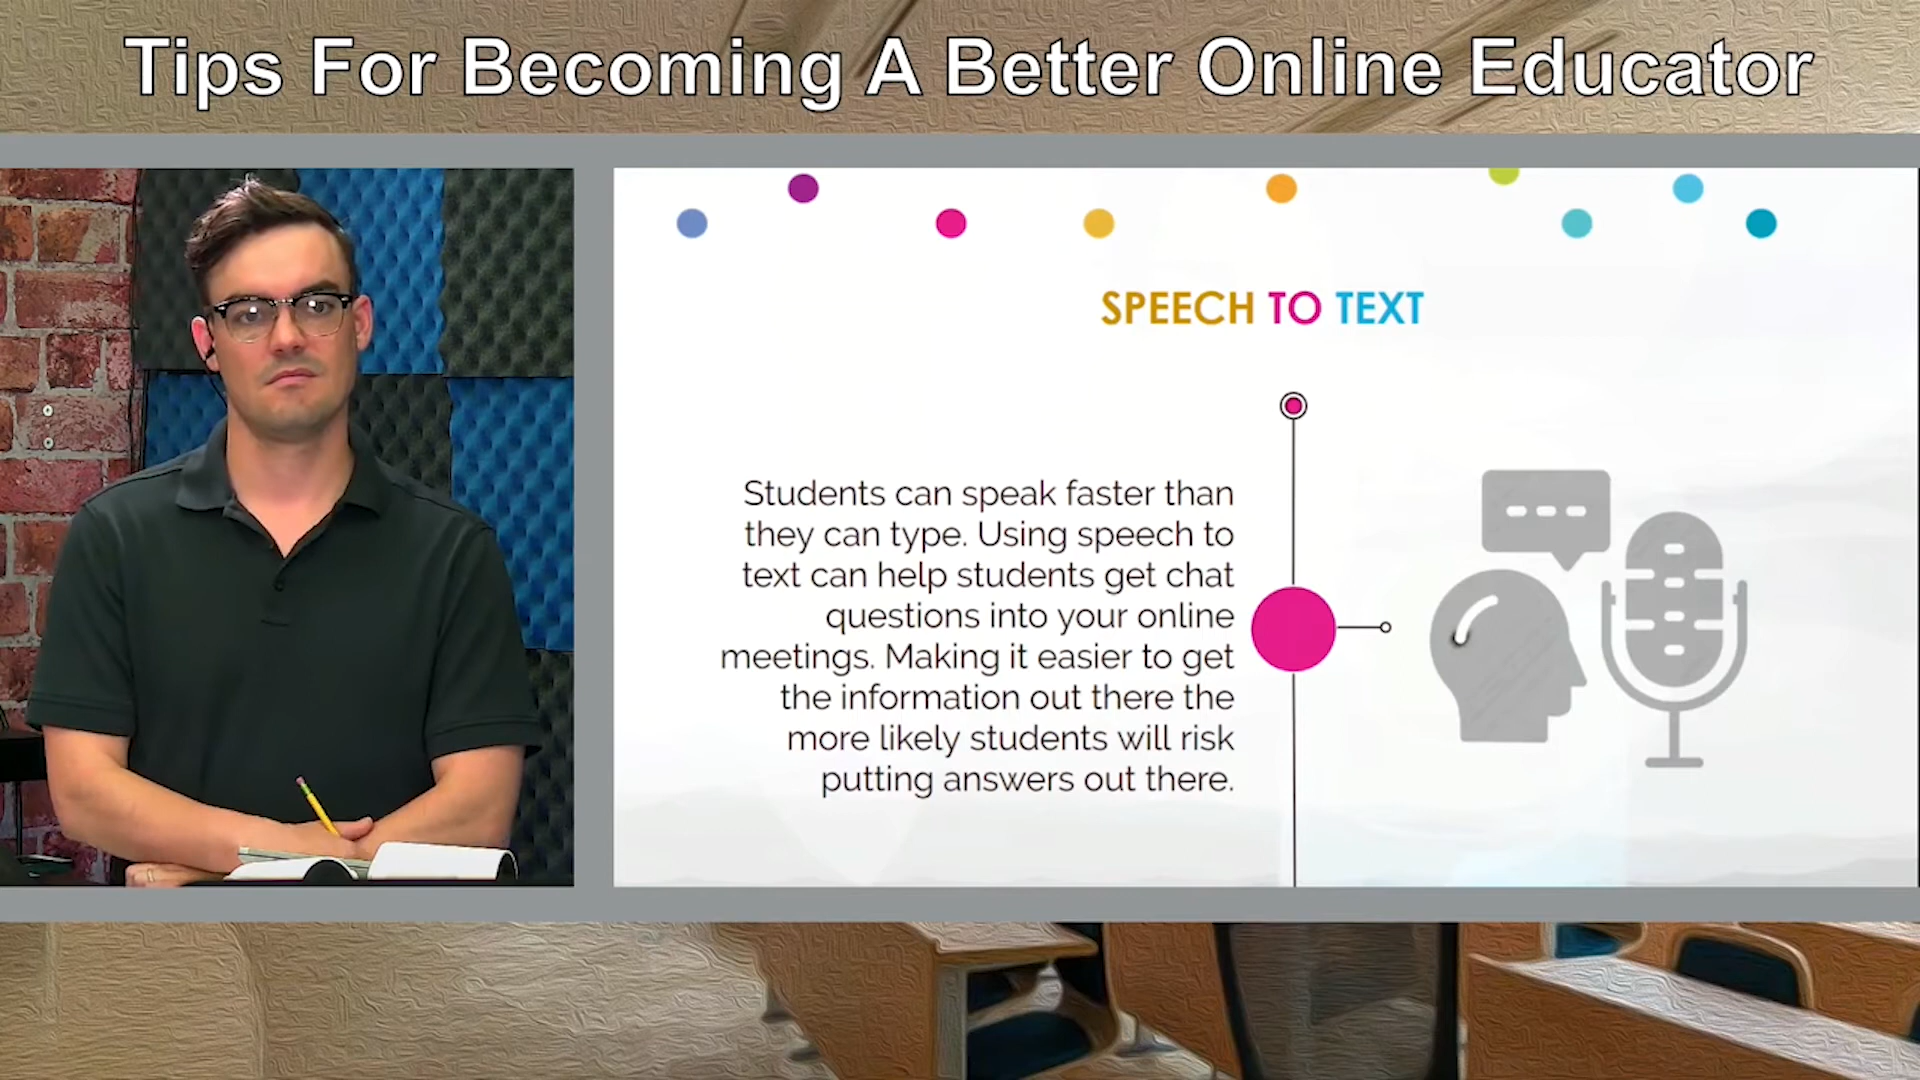 Tips For Becoming A Better Online Educator
SPEECH TO TEXT
Students can speak faster than
they can type. Using speech to
text can help students get chat
questions into your online
meetings. Making it easier to get
the information out there the
more likely students will risk
putting answers out there.